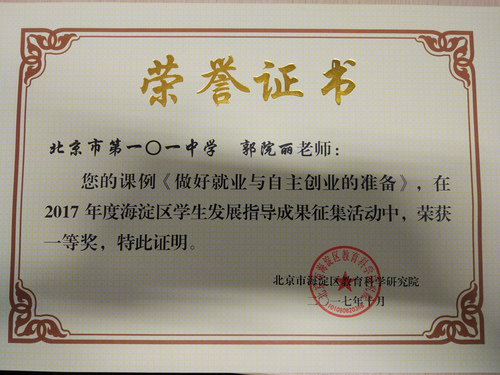 荣誉证书
北京市第一〇一中学 郭院丽老师：
您的课例《做好就业与自主创业的准备》，在
2017年度海淀区学生发展指导成果征集活动中，荣获
一等奖，特此证明。
北京市海淀区教育科学研究院
二〇一七年十月